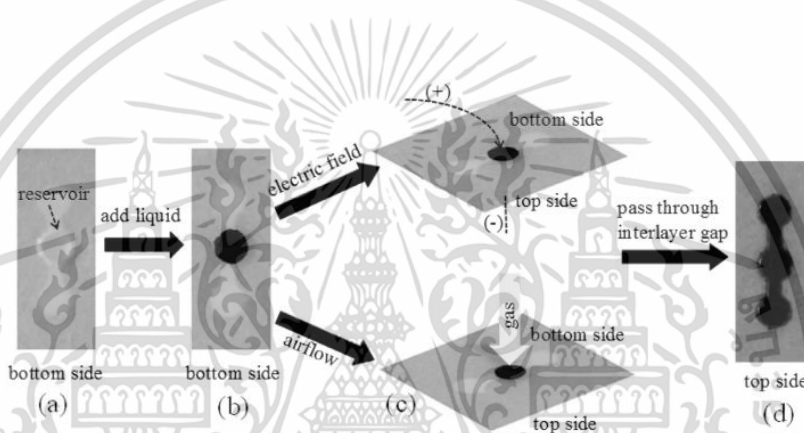 (+)
bottom side
electric field
reservoir
add liquid
top side
(-)
pass through
interlayer gap
gas
bottom side
airflow
bottom side
bottom side
top side
top side
(a)
(b)
(c)
(d)